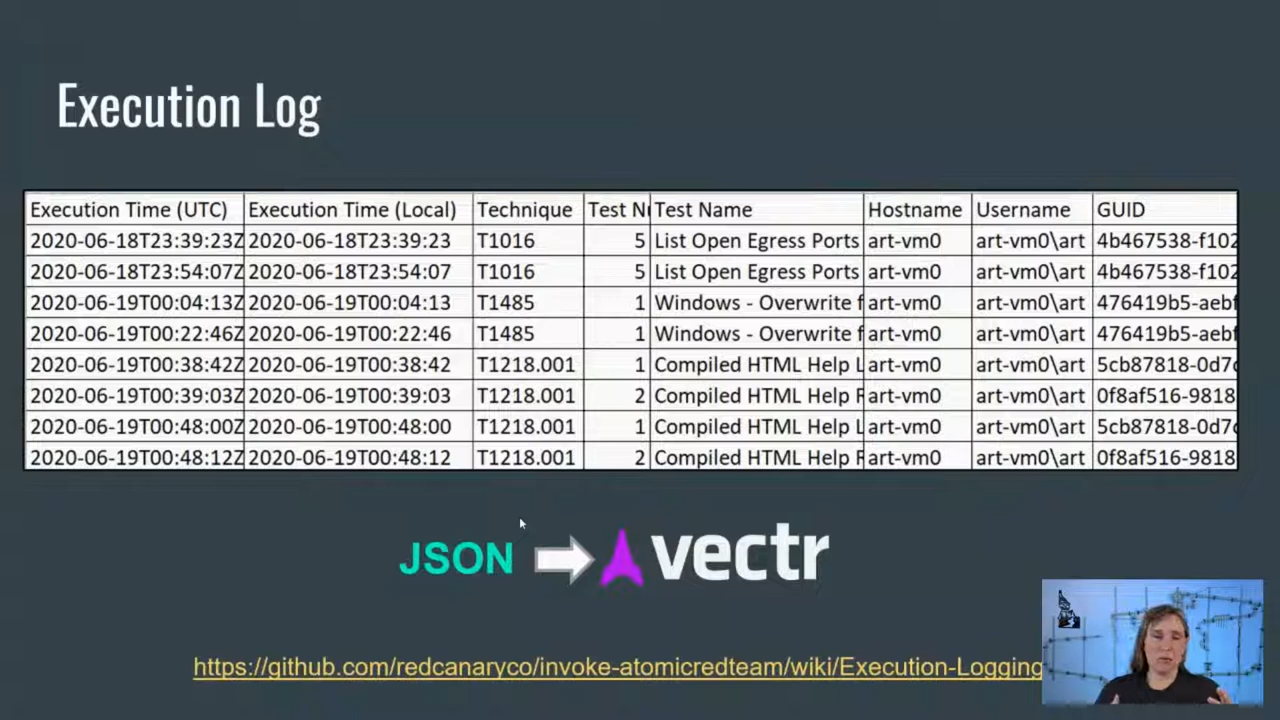 Execution Log
Execution Time (UTC) Execution Time (Local) Technique Test Nu Test Name Hostname Username GUID
2020-06-18T23:39:23Z 2020-06-18T23:39:23 T1016 5 List Open Egress Ports art-vm0 art-vm0\art 4b467538-f102
2020-06-18T23:54:07Z 2020-06-18T23:54:07 T1016 5 List Open Egress Ports art-vm0 art-vm0\art 4b467538-f102
2020-06-19T00:04:13Z 2020-06-19T00:04:13 T1485 1 Windows - Overwrite f art-vm0 art-vm0\art 476419b5-aebf
2020-06-19T00:22:46Z 2020-06-19T00:22:46 T1485 1 Windows - Overwrite f art-vm0 art-vm0\art 476419b5-aebf
2020-06-19T00:38:42Z 2020-06-19T00:38:42 T1218.001 1 Compiled HTML Help L art-vm0 art-vm0\art 5cb87818-0d7c
2020-06-19T00:39:03Z 2020-06-19T00:39:03 T1218.001 2 Compiled HTML Help R art-vm0 art-vm0\art 0f8af516-9818
2020-06-19T00:48:00Z 2020-06-19T00:48:00 T1218.001 1 Compiled HTML Help L art-vm0 art-vm0\art 5cb87818-0d7c
2020-06-19T00:48:12Z 2020-06-19T00:48:12 T1218.001 2 Compiled HTML Help R art-vm0 art-vm0\art 0f8af516-9818
JSON vectr
https://github.com/redcanaryco/invoke-atomicredteam/wiki/Execution-Logging